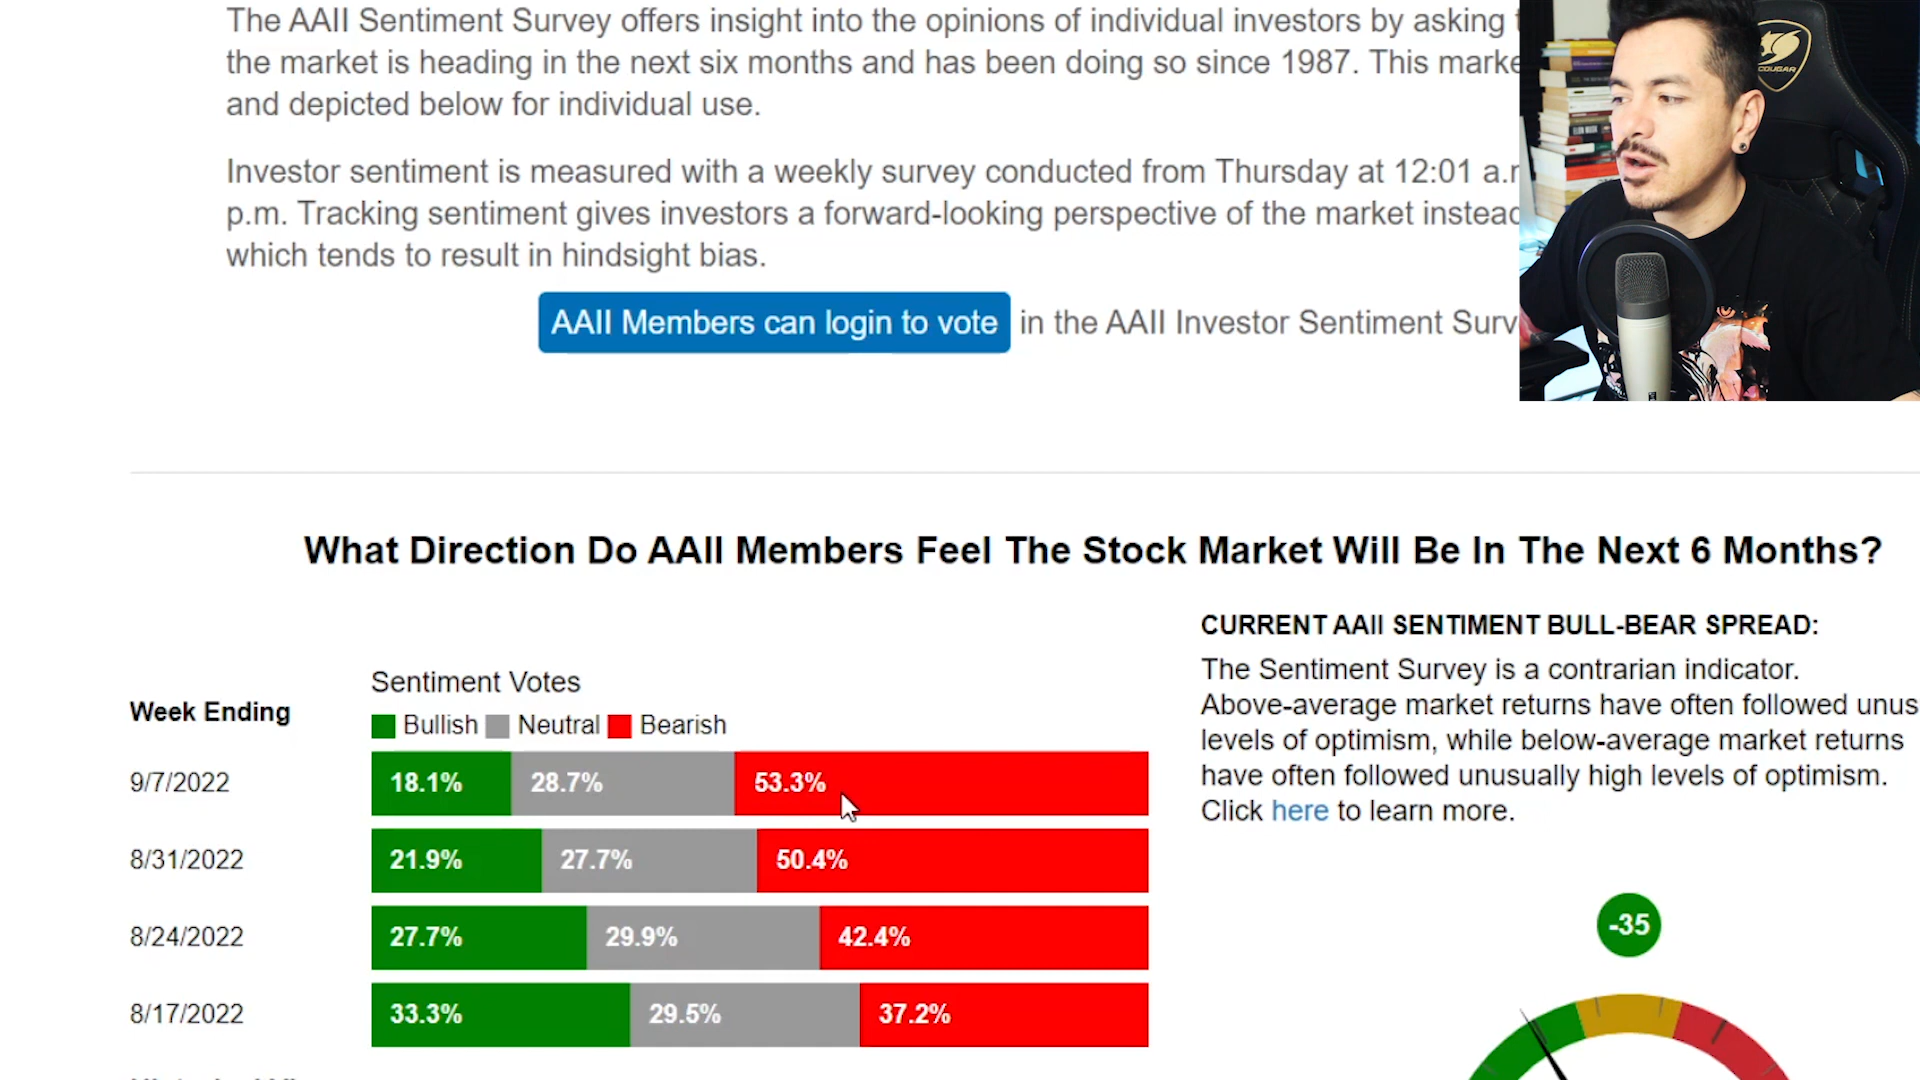 The AAII Sentiment Survey offers insight into the opinions of individual investors by asking
the market is heading in the next six months and has been doing so since 1987. This marke
and depicted below for individual use.
Investor sentiment is measured with a weekly survey conducted from Thursday at 12:01 a.
p.m. Tracking sentiment gives investors a forward-looking perspective of the market instead
which tends to result in hindsight bias.
AAII Members can login to vote in the AAII Investor Sentiment Surv
COUGAR
What Direction Do AAII Members Feel The Stock Market Will Be In The Next 6 Months?
CURRENT AAII SENTIMENT BULL-BEAR SPREAD:
The Sentiment Survey is a contrarian indicator.
Above-average market returns have often followed unus
levels of optimism, while below-average market returns
have often followed unusually high levels of optimism.
Click here to learn more.
-35
Sentiment Votes
Week Ending
Bullish Neutral Bearish
9/7/2022 18.1% 28.7% 53.3%
8/31/2022 21.9% 27.7% 50.4%
8/24/2022 27.7% 29.9% 42.4%
8/17/2022 33.3% 29.5% 37.2%